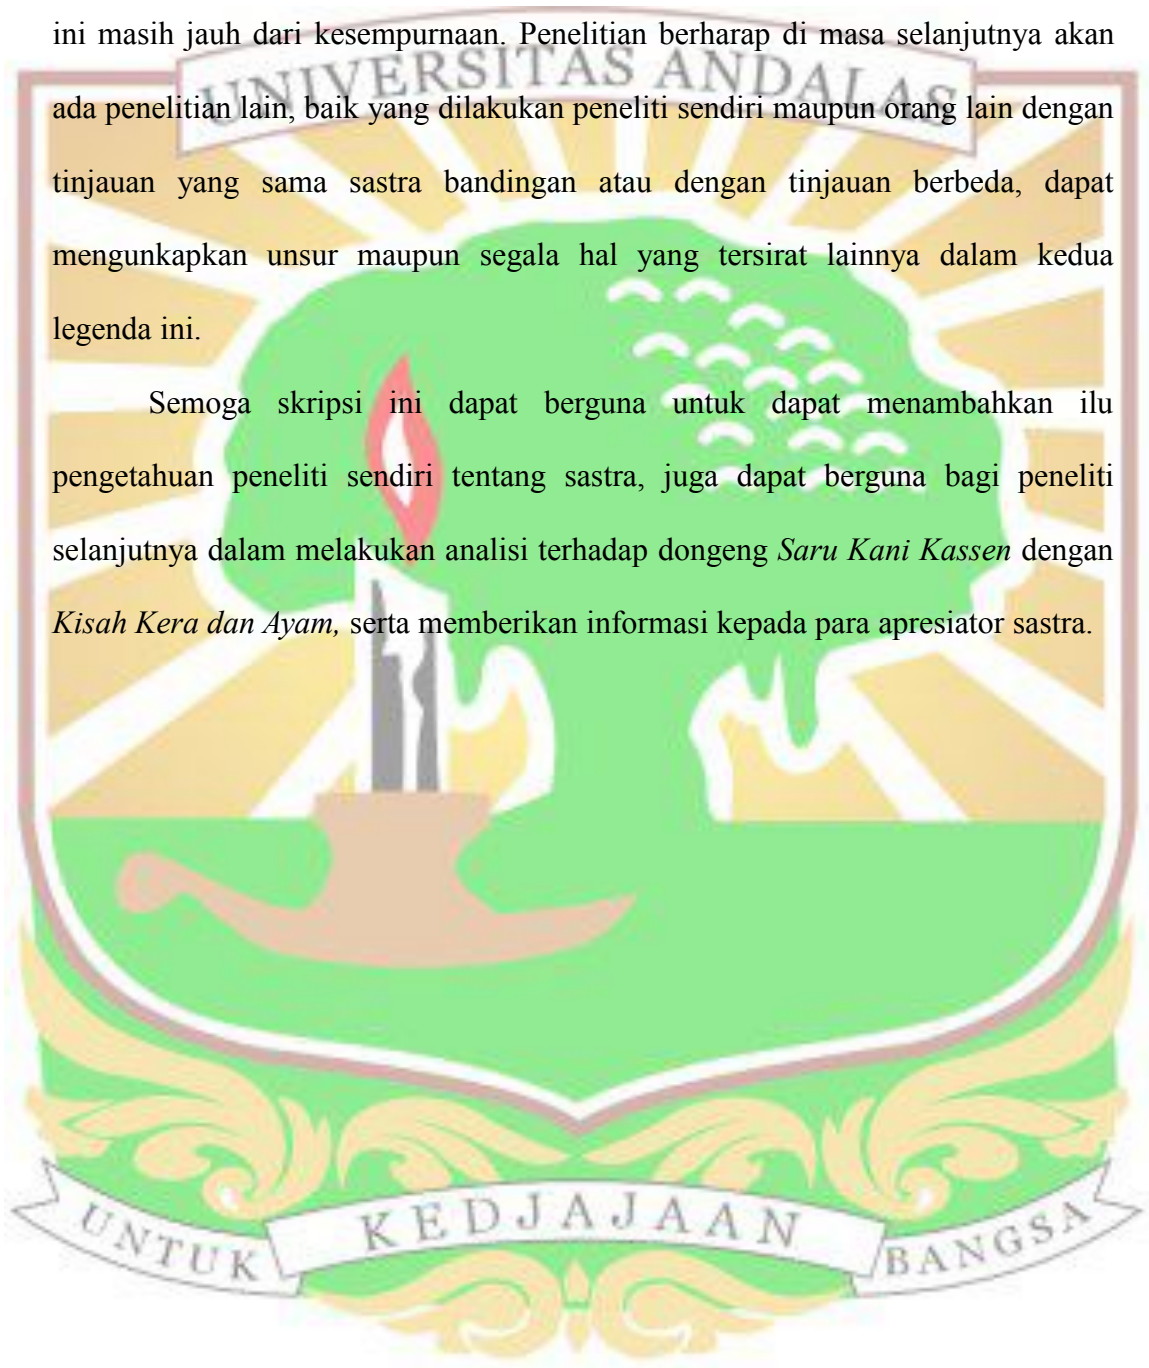 ini masih jauh dari kesempurnaan. Penelitian berharap di masa selanjutnya akan
UNIVERSITAS ANDALAS
ada penelitian lain, baik yang dilakukan peneliti sendiri maupun orang lain dengan
tinjauan yang sama sastra bandingan atau dengan tinjauan berbeda, dapat
mengunkapkan unsur maupun segala hal yang tersirat lainnya dalam kedua
legenda ini.
Semoga skripsi ini dapat berguna untuk dapat menambahkan ilu
pengetahuan peneliti sendiri tentang sastra, juga dapat berguna bagi peneliti
selanjutnya dalam melakukan analisi terhadap dongeng Saru Kani Kassen dengan
Kisah Kera dan Ayam, serta memberikan informasi kepada para apresiator sastra.
UNTUK KEDJAJAAN BANGSA